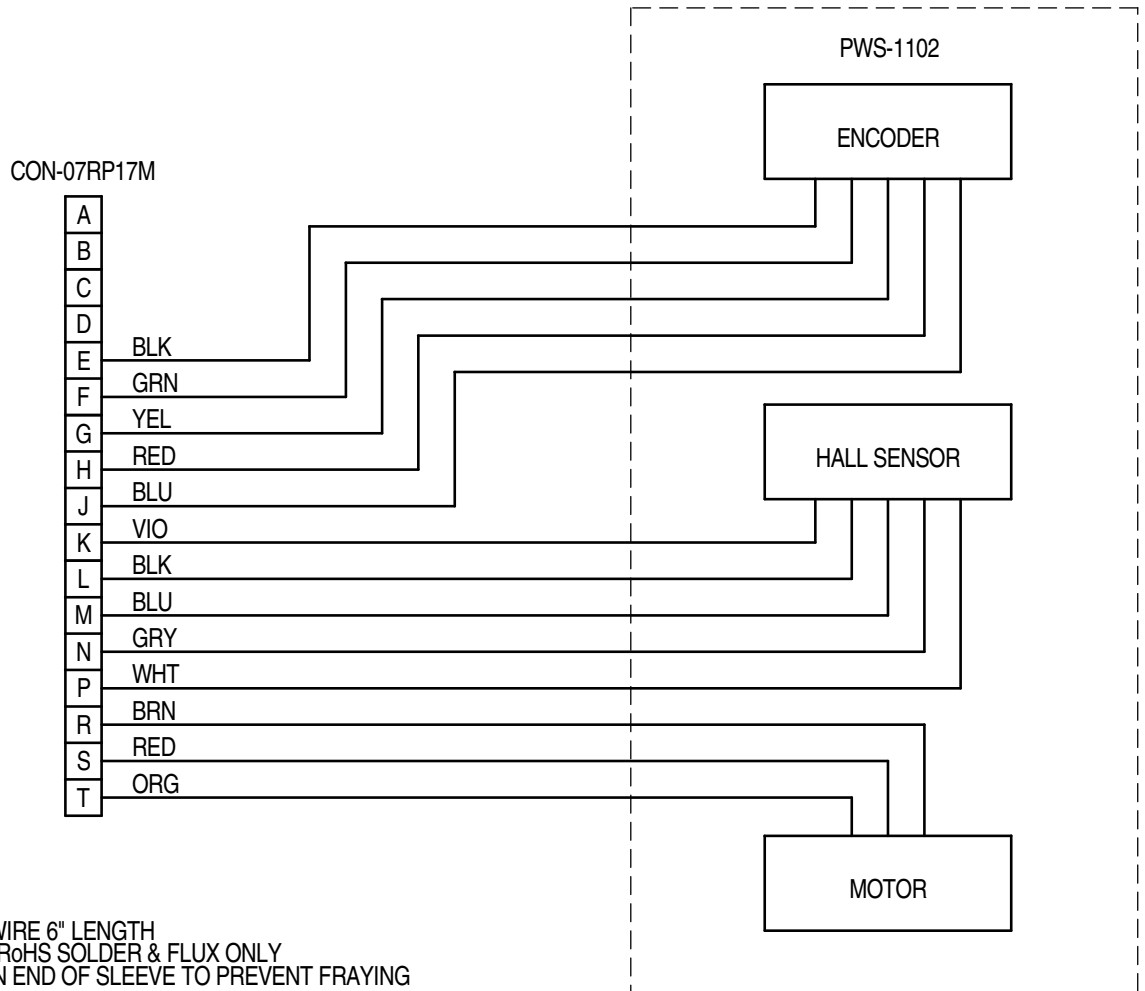 PWS-1102
ENCODER
CON-07RP17M
A
B
C
D
E BLK
F GRN
G YEL
H RED
J BLU
HALL SENSOR
K VIO
L BLK
M BLU
N GRY
P WHT
R BRN
S RED
T ORG
MOTOR
WIRE 6" LENGTH
RoHS SOLDER & FLUX ONLY
END OF SLEEVE TO PREVENT FRAYING